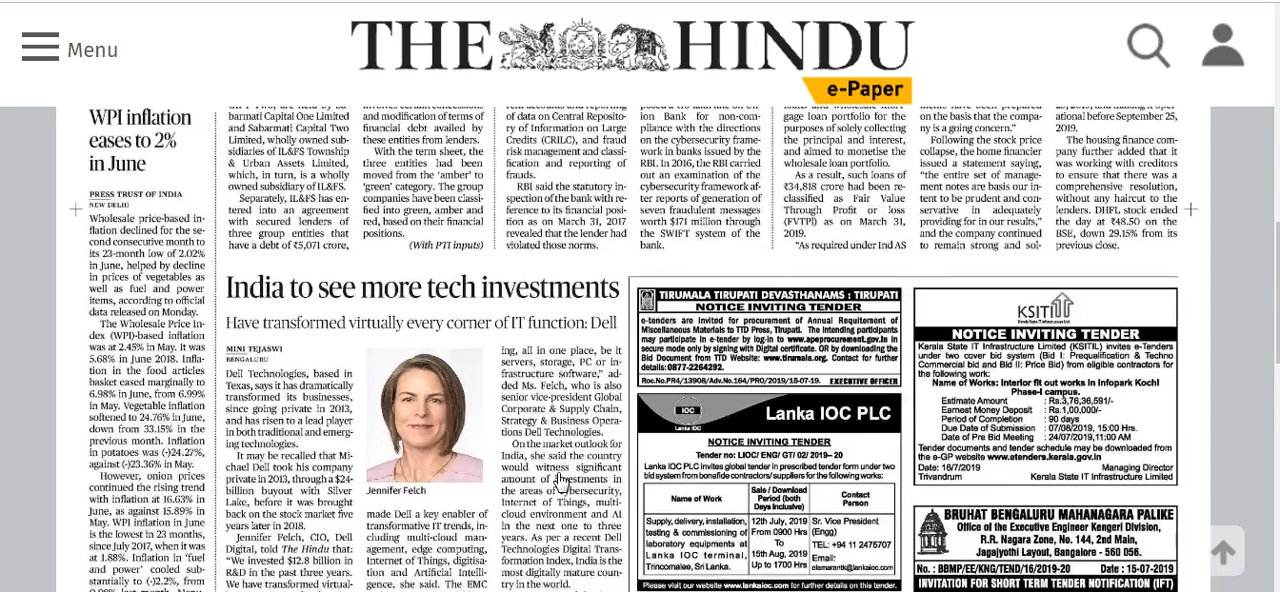 Menu
THE HINDU
e-Paper
WPI inflation
eases to 2%
in June
PRESS TRUST OF INDIA
NEW DELHI
Wholesale price-based in-
flation declined for the se-
cond consecutive month to
its 23-month low of 2.02%
in June, helped by decline
in prices of vegetables as
well as fuel and power
items, according to official
data released on Monday.
The Wholesale Price In-
dex (WPI)-based inflation
was at 2.45% in May. It was
5.68% in June 2018. Infla-
tion in the food articles
basket eased marginally to
6.98% in June, from 6.99%
in May. Vegetable inflation
softened to 24.76% in June,
down from 33.15% in the
previous month. Inflation
in potatoes was (-)24.27%,
against (-)23.36% in May.
However, onion prices
continued the rising trend
with inflation at 16.63% in
June, as against 15.89% in
May. WPI inflation in June
is the lowest in 23 months,
since July 2017, when it was
at 1.88%. Inflation in 'fuel
and power' cooled sub-
stantially to (-)2.2%, from
barmati Capital One Limited
and Sabarmati Capital Two
Limited, wholly owned sub-
sidiaries of IL&FS Township
& Urban Assets Limited,
which, in turn, is a wholly
owned subsidiary of IL&FS.
Separately, IL&FS has en-
tered into an agreement
with secured lenders of
three group entities that
have a debt of ₹5,071 crore,
involves certain concessions
and modification of terms of
financial debt availed by
these entities from lenders.
With the term sheet, the
three entities had been
moved from the 'amber' to
'green' category. The group
companies have been classi-
fied into green, amber and
red, based on their financial
positions.
(With PTI inputs)
rent accounts and reporting
of data on Central Reposito-
ry of Information on Large
Credits (CRILC), and fraud
risk management and classi-
fication and reporting of
frauds.
RBI said the statutory in-
spection of the bank with re-
ference to its financial posi-
tion as on March 31, 2017
revealed that the lender had
violated those norms.
ion Bank for non-com-
pliance with the directions
on the cybersecurity frame-
work in banks issued by the
RBI. In 2016, the RBI carried
out an examination of the
cybersecurity framework af-
ter reports of generation of
seven fraudulent messages
worth $171 million through
the SWIFT system of the
bank.
loans and wholesale mort-
gage loan portfolio for the
purposes of solely collecting
the principal and interest,
and aimed to monetise the
wholesale loan portfolio.
As a result, such loans of
₹34,818 crore had been re-
classified as Fair Value
Through Profit or loss
(FVTPl) as on March 31,
2019.
"As required under Ind AS
ments have been prepared
on the basis that the compa-
ny is a going concern."
Following the stock price
collapse, the home financier
issued a statement saying,
"the entire set of manage-
ment notes are basis our in-
tent to be prudent and con-
servative in adequately
providing for in our results,"
and the company continued
to remain strong and sol-
ational before September 25,
2019.
The housing finance com-
pany further added that it
was working with creditors
to ensure that there was a
comprehensive resolution,
without any haircut to the
lenders. DHFL stock ended
the day at ₹48.50 on the
BSE, down 29.15% from its
previous close.
India to see more tech investments
Have transformed virtually every corner of IT function: Dell
MINI TEJASWI
BENGALURU
Dell Technologies, based in
Texas, says it has dramatically
transformed its businesses,
since going private in 2013,
and has risen to a lead player
in both traditional and emerg-
ing technologies.
It may be recalled that Mi-
chael Dell took his company
private in 2013, through a $24-
billion buyout with Silver
Lake, before it was brought
back on the stock market five
years later in 2018.
Jennifer Felch, CIO, Dell
Digital, told The Hindu that:
"We invested $12.8 billion in
R&D in the past three years.
We have transformed virtual-
Jennifer Felch
made Dell a key enabler of
transformative IT trends, in-
cluding multi-cloud man-
agement, edge computing,
Internet of Things, digitisa-
tion and Artificial Intelli-
gence, she said. The EMC
ing, all in one place, be it
servers, storage, PC or in-
frastructure software," ad-
ded Ms. Felch, who is also
senior vice-president Global
Corporate & Supply Chain,
Strategy & Business Opera-
tions Dell Technologies.
On the market outlook for
India, she said the country
would witness significant
amount of investments in
the areas of cybersecurity,
Internet of Things, multi-
cloud environment and AI
in the next one to three
years. As per a recent Dell
Technologies Digital Trans-
formation Index, India is the
most digitally mature coun-
try in the world.
TIRUMALA TIRUPATI DEVASTHANAMS : TIRUPATI
NOTICE INVITING TENDER
e-tenders are invited for procurement of Annual Requitement of
Miscellaneous Materials to TTD Press, Tirupati. The intending participants
may participate in e-tender by log-in to www.apeprocurement.gov.in in
secure mode only by signing with Digital certificate. OR by downloading the
Bid Document from TTD Website: www.tirumala.org. Contact for further
details:0877-2264292.
Roc.No.PR4/13908/Adv.No.164/PRO/2019/15-07-19. EXECUTIVE OFFICER
IOC
Lanka IOC
Lanka IOC PLC
NOTICE INVITING TENDER
Tender no: LIOC/ ENG/ GT/ 02/ 2019– 20
Lanka IOC PLC invites global tender in prescribed tender form under two
bid system from bonafide contractors/ suppliers for the following works:
Name of Work
Sale / Download
Period (both
Days Inclusive)
Contact
Person
Supply, delivery, installation,
testing & commissioning of
laboratory equipments at
Lanka IOC terminal,
Trincomalee, Sri Lanka.
12th July, 2019
From 0900 Hrs
To
15th Aug, 2019
Up to 1700 Hrs
Sr. Vice President
(Engg)
TEL: +94 11 2475707
Email:
elamarantk@lankaioc.com
Please visit our website www.lankaioc.com for further details on this tender.
KSITIL
NOTICE INVITING TENDER
Kerala State IT Infrastructure Limited (KSITIL) invites e-Tenders
under two cover bid system (Bid I: Prequalification & Techno
Commercial bid and Bid II: Price Bid) from eligible contractors for
the following work:
Name of Works: Interior fit out works in Infopark Kochi
Phase-I campus.
Estimate Amount : Rs.3,76,36,591/-
Earnest Money Deposit : Rs.1,00,000/-
Period of Completion : 90 days
Due Date of Submission : 07/08/2019, 15:00 Hrs.
Date of Pre Bid Meeting : 24/07/2019,11:00 AM
Tender documents and tender schedule may be downloaded from
the e-GP website www.etenders.kerala.gov.in
Date: 16/7/2019 Managing Director
Trivandrum Kerala State IT Infrastructure Limited
BRUHAT BENGALURU MAHANAGARA PALIKE
Office of the Executive Engineer Kengeri Division,
R.R. Nagara Zone, No. 144, 2nd Main,
Jagajyothi Layout, Bangalore - 560 056.
No. : BBMP/EE/KNG/TEND/16/2019-20 Date : 15-07-2019
INVITATION FOR SHORT TERM TENDER NOTIFICATION (IFT)